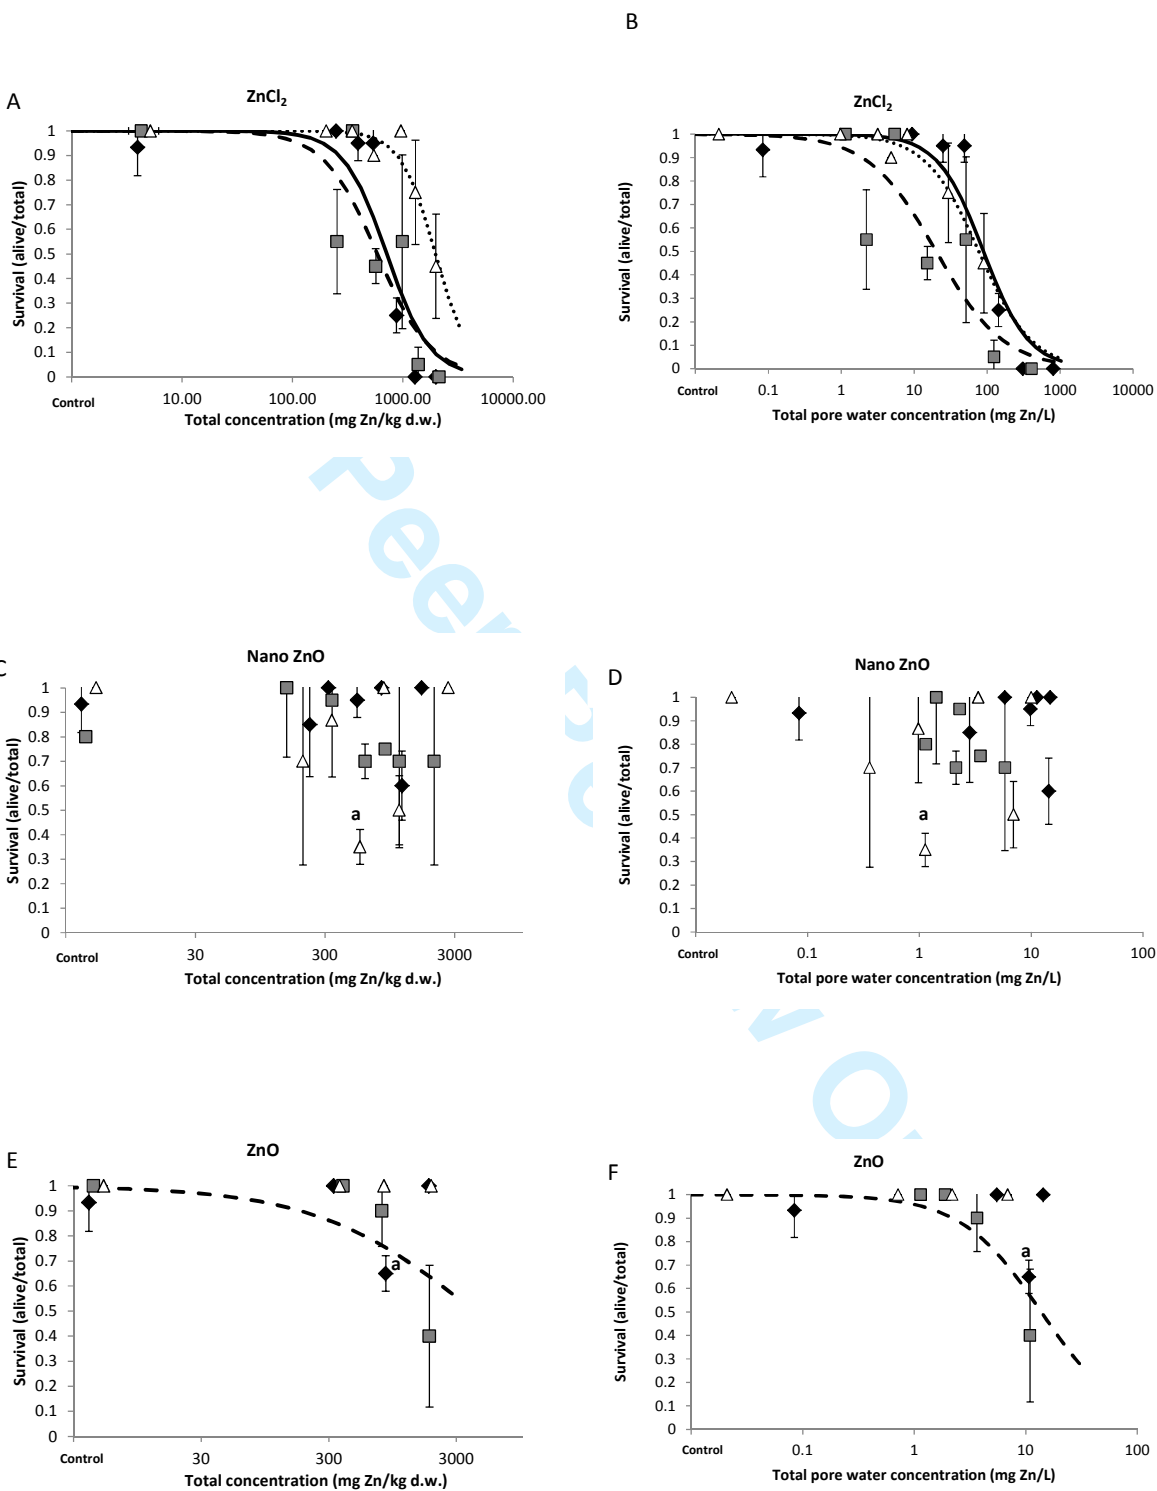 B
A
ZnCl2
ZnCl2
Survival (alive/total)
1
0.9
0.8
0.7
0.6
0.5
0.4
0.3
0.2
0.1
0
Control
10.00
100.00
1000.00
10000.00
Total concentration (mg Zn/kg d.w.)
Survival (alive/total)
1
0.9
0.8
0.7
0.6
0.5
0.4
0.3
0.2
0.1
0
Control
0.1
1
10
100
1000
10000
Total pore water concentration (mg Zn/L)
Peer
C
Nano ZnO
Survival (alive/total)
1
0.9
0.8
0.7
0.6
0.5
0.4
0.3
0.2
0.1
0
a
Control
30
300
3000
Total concentration (mg Zn/kg d.w.)
D
Nano ZnO
Survival (alive/total)
1
0.9
0.8
0.7
0.6
0.5
0.4
0.3
0.2
0.1
0
a
Control
0.1
1
10
100
Total pore water concentration (mg Zn/L)
E
ZnO
Survival (alive/total)
1
0.9
0.8
0.7
0.6
0.5
0.4
0.3
0.2
0.1
0
a
Control
30
300
3000
Total concentration (mg Zn/kg d.w.)
F
ZnO
Survival (alive/total)
1
0.9
0.8
0.7
0.6
0.5
0.4
0.3
0.2
0.1
0
a
Control
0.1
1
10
100
Total pore water concentration (mg Zn/L)